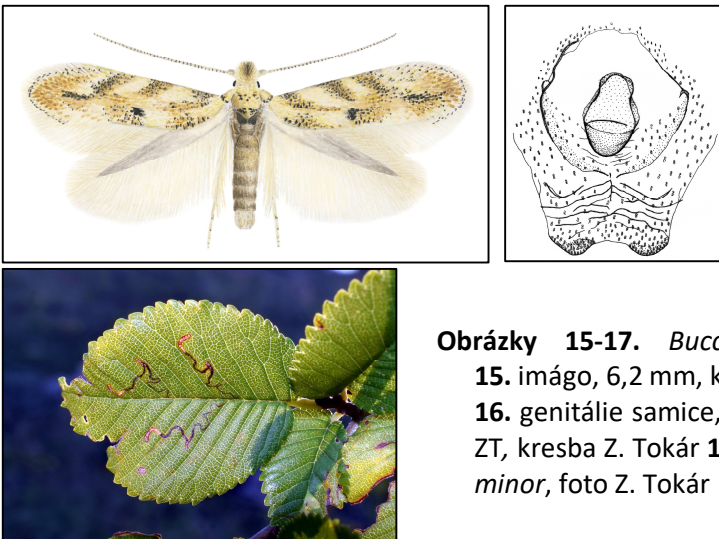 Obrázky 15-17. Bucc
15. imágo, 6,2 mm, k
16. genitálie samice,
ZT, kresba Z. Tokár 1
minor, foto Z. Tokár